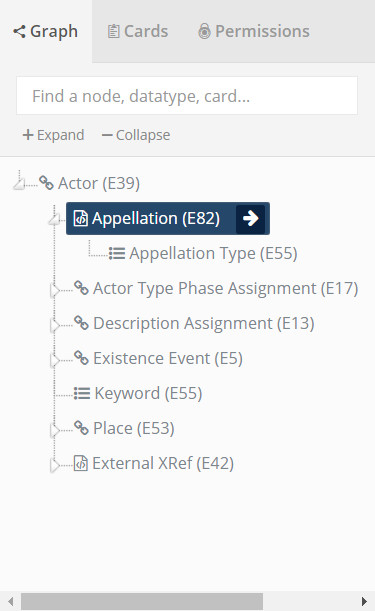 Graph Cards Permissions
Find a node, datatype, card...
Expand Collapse
Actor (E39)
Appellation (E82)
Appellation Type (E55)
Actor Type Phase Assignment (E17)
Description Assignment (E13)
Existence Event (E5)
Keyword (E55)
Place (E53)
External XRef (E42)